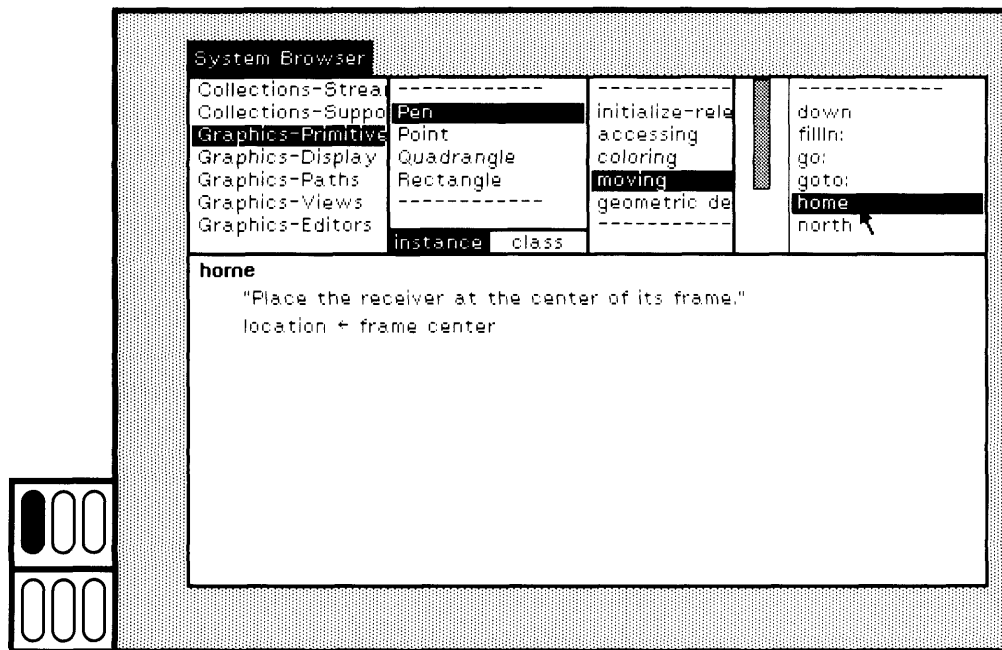 System Browser
Collections-Strea
Collections-Suppo
Graphics-Primitive
Graphics-Display
Graphics-Paths
Graphics-Views
Graphics-Editors
------------
Pen
Point
Quadrangle
Rectangle
------------
instance class
------------
initialize-rele
accessing
coloring
moving
geometric de
------------
------------
down
fillIn:
go:
goto:
home
north
home
"Place the receiver at the center of its frame."
location ← frame center